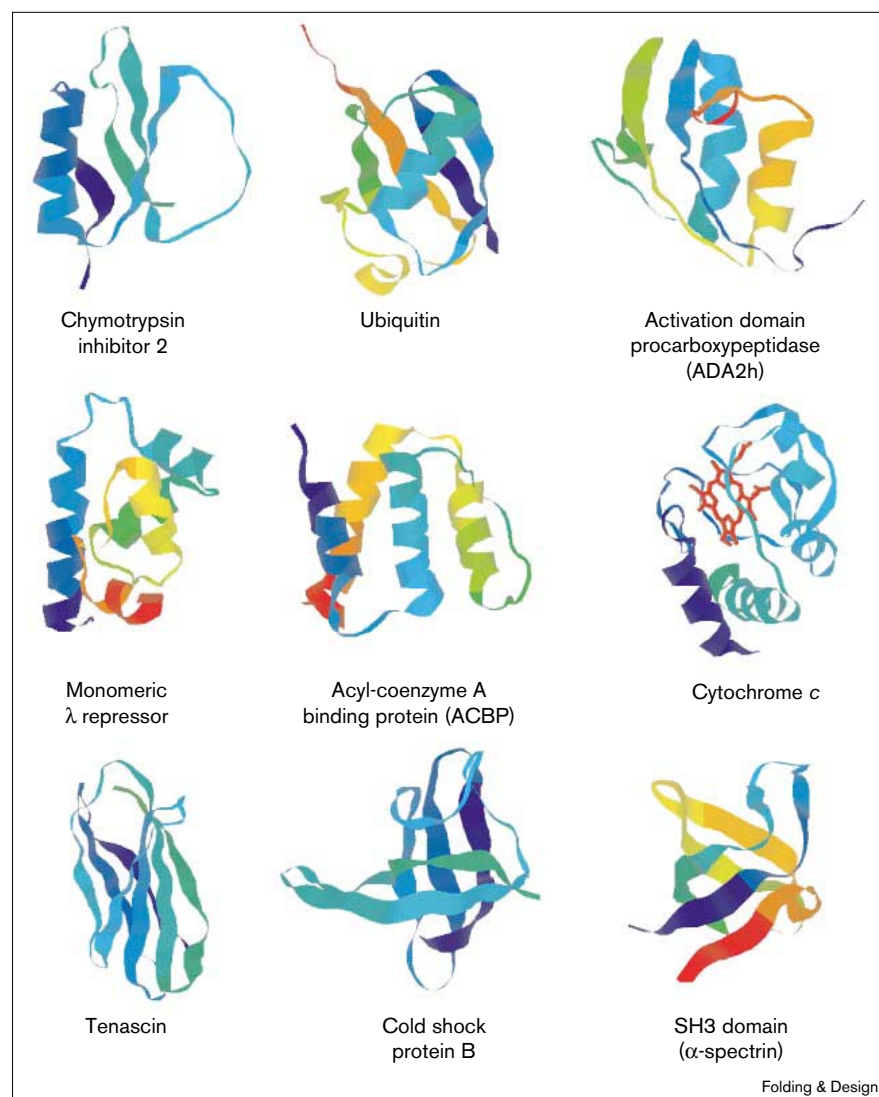 Chymotrypsin
inhibitor 2
Ubiquitin
Activation domain
procarboxypeptidase
(ADA2h)
Monomeric
λ repressor
Acyl-coenzyme A
binding protein (ACBP)
Cytochrome c
Tenascin
Cold shock
protein B
SH3 domain
(α-spectrin)
Folding & Design